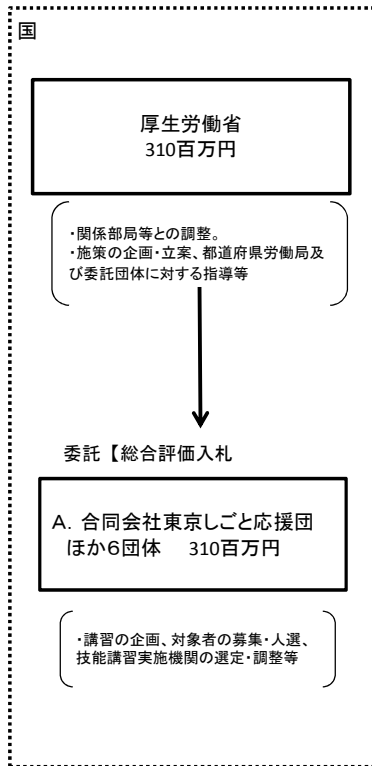 国
厚生労働省
310百万円
・関係部局等との調整。
・施策の企画・立案、都道府県労働局及
び委託団体に対する指導等
委託【総合評価入札
A．合同会社東京しごと応援団
ほか６団体　310百万円
・講習の企画、対象者の募集・人選、
技能講習実施機関の選定・調整等